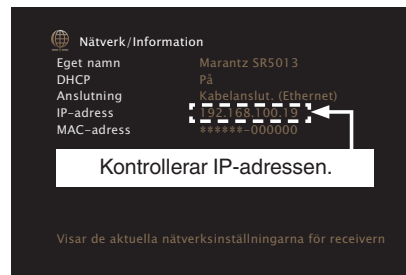 Nätverk/Information
Eget namn Marantz SR5013
DHCP På
Anslutning Kabelanslut. (Ethernet)
IP-adress 192.168.100.19
MAC-adress ******-000000
Kontrollerar IP-adressen.
Visar de aktuella nätverksinställningarna för receivern